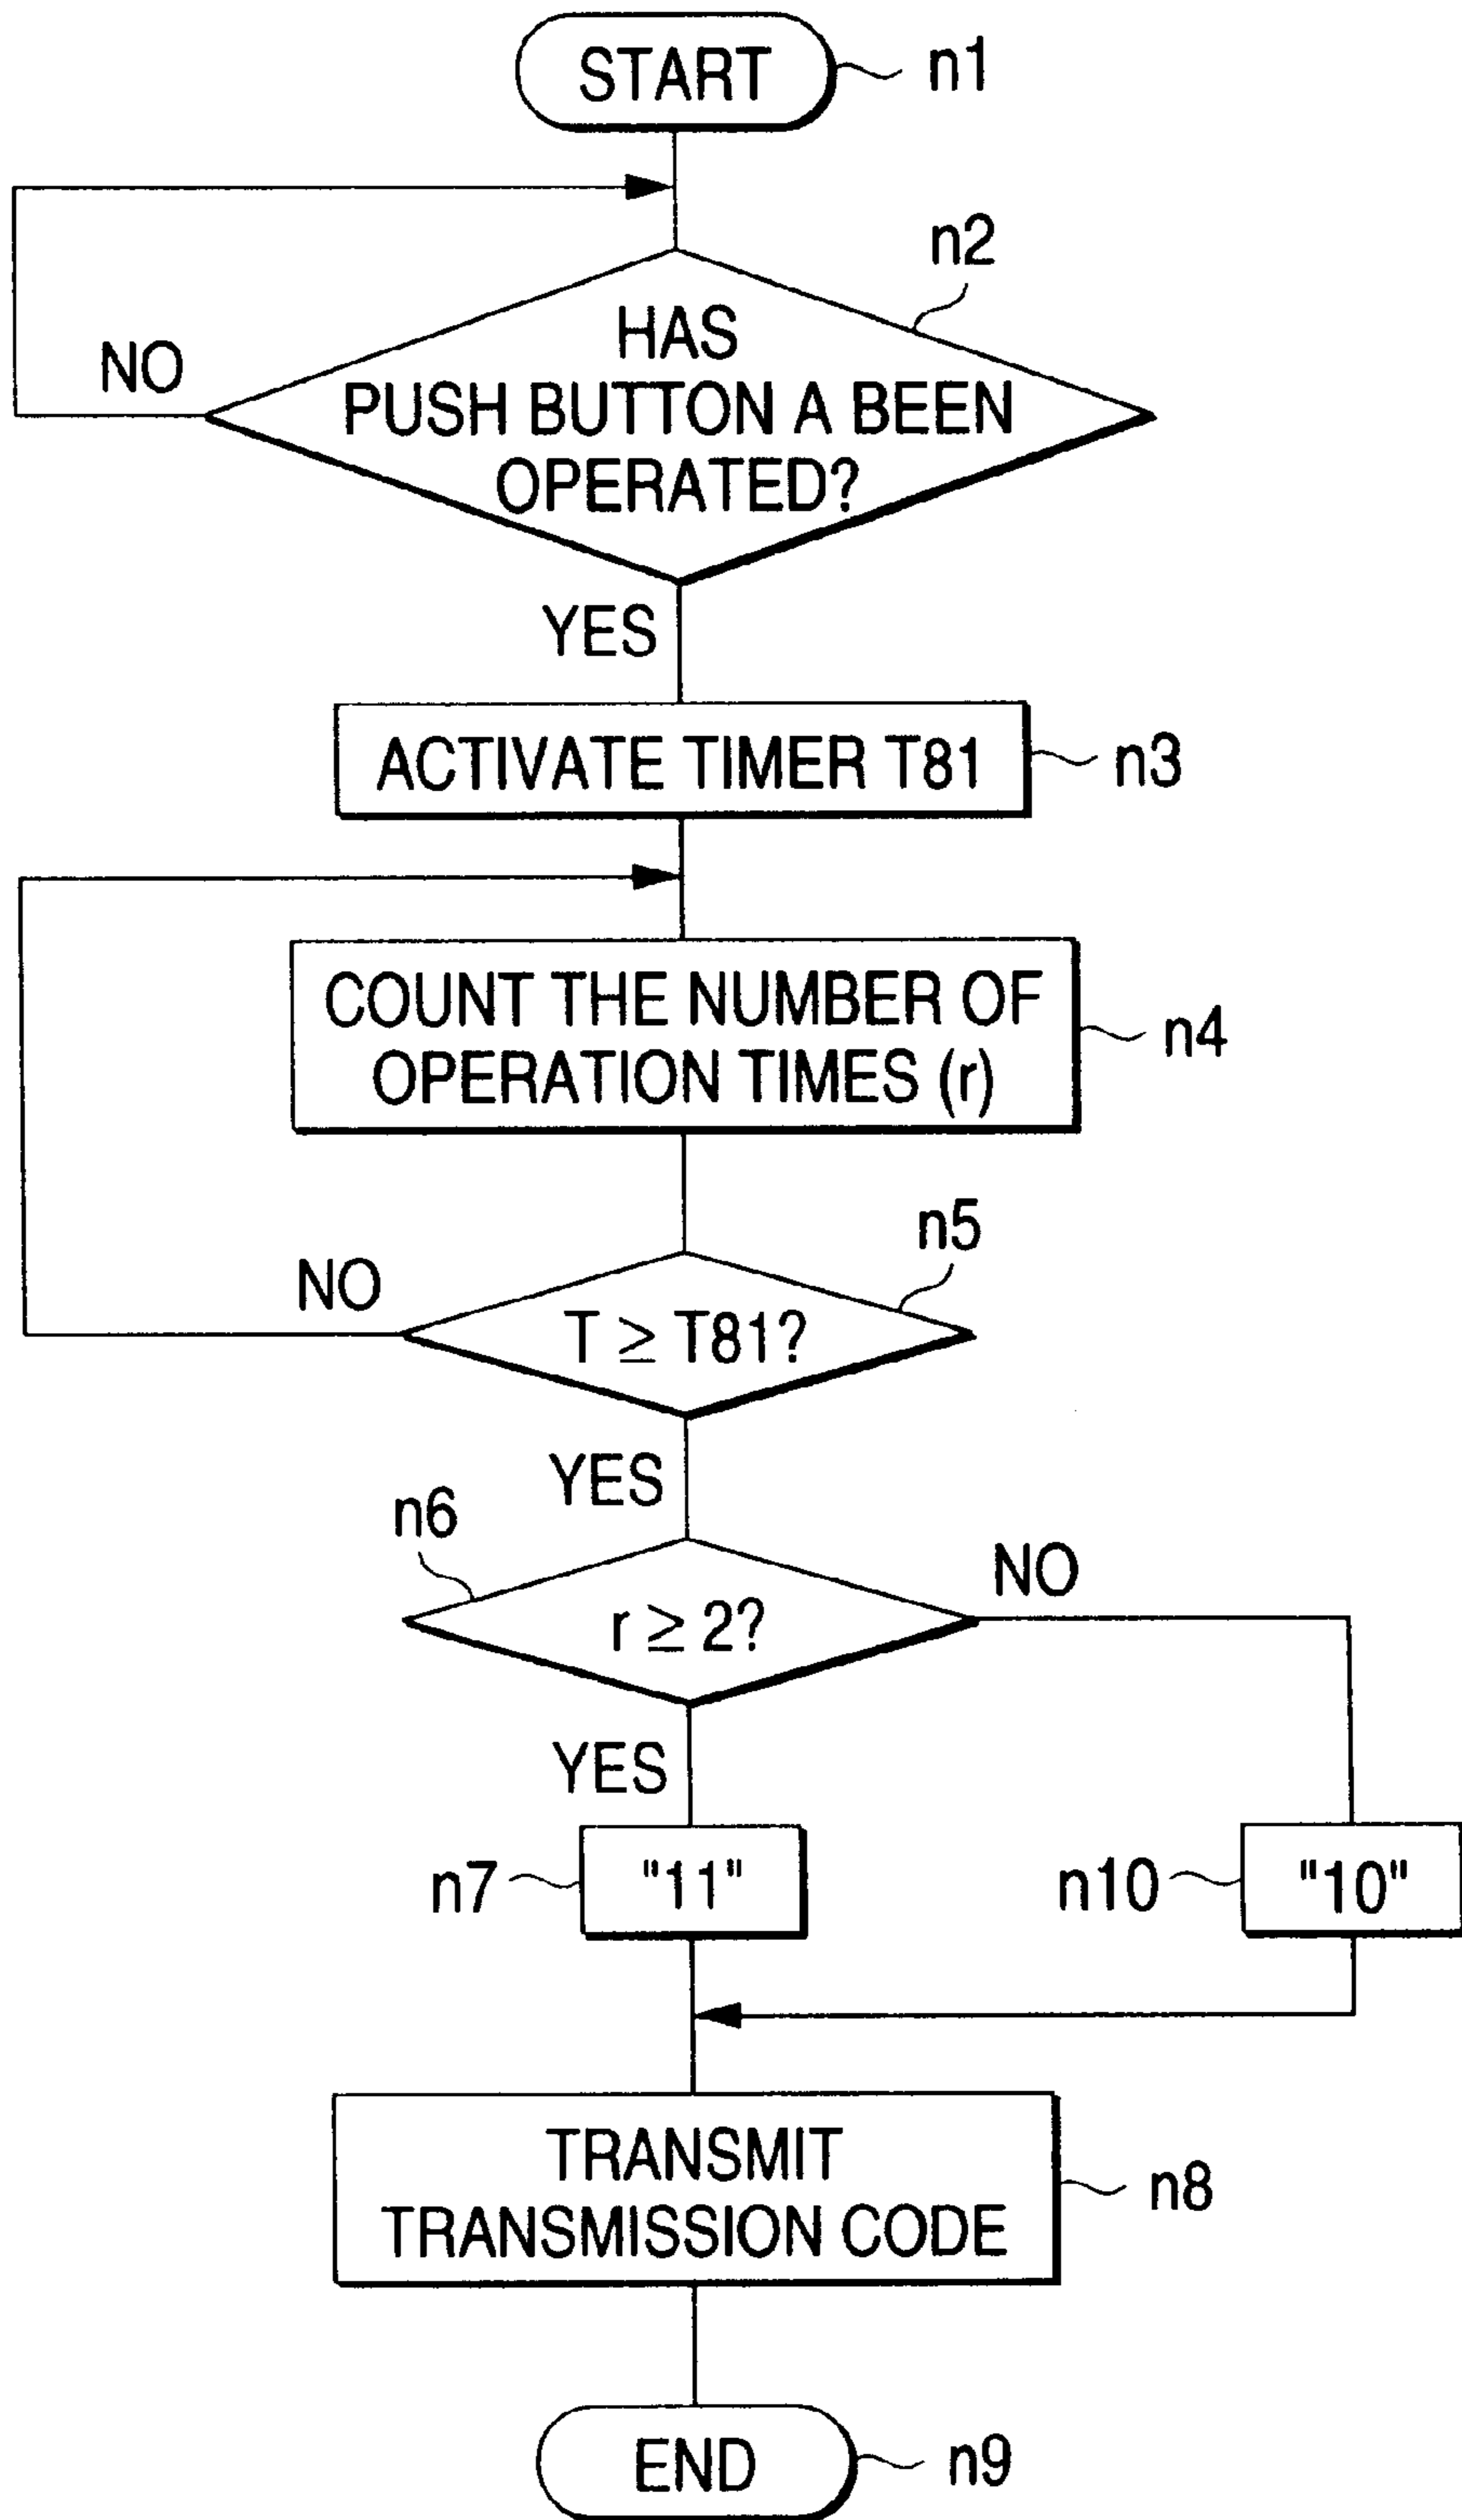 START
n1
n2
NO
HAS
PUSH BUTTON A BEEN
OPERATED?
YES
ACTIVATE TIMER T81
n3
COUNT THE NUMBER OF
OPERATION TIMES (r)
n4
n5
NO
T ≧ T81?
YES
n6
NO
r ≧ 2?
YES
n7
"11"
n10
"10"
TRANSMIT
TRANSMISSION CODE
n8
END
n9